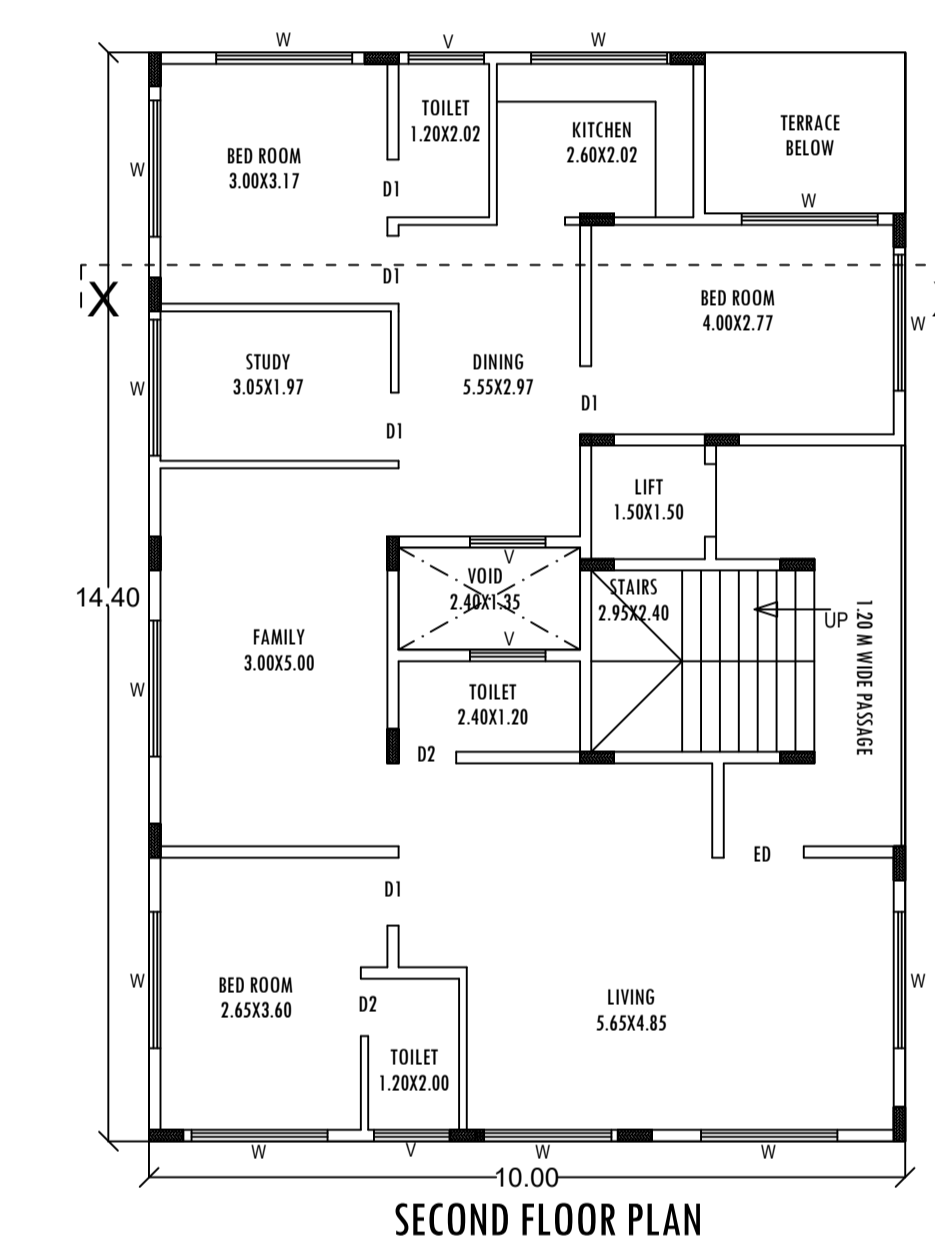 W
V
W
TOILET
1.20X2.02
KITCHEN
2.60X2.02
TERRACE
BELOW
BED ROOM
3.00X3.17
W
D1
W
D1
X
BED ROOM
4.00X2.77
W
STUDY
3.05X1.97
DINING
5.55X2.97
W
D1
D1
LIFT
1.50X1.50
V
VOID
2.40X1.35
STAIRS
2.95X2.40
14.40
UP
1.20 M WIDE PASSAGE
FAMILY
3.00X5.00
V
W
TOILET
2.40X1.20
D2
ED
D1
W
BED ROOM
2.65X3.60
D2
LIVING
5.65X4.85
W
TOILET
1.20X2.00
W
V
W
W
10.00
SECOND FLOOR PLAN